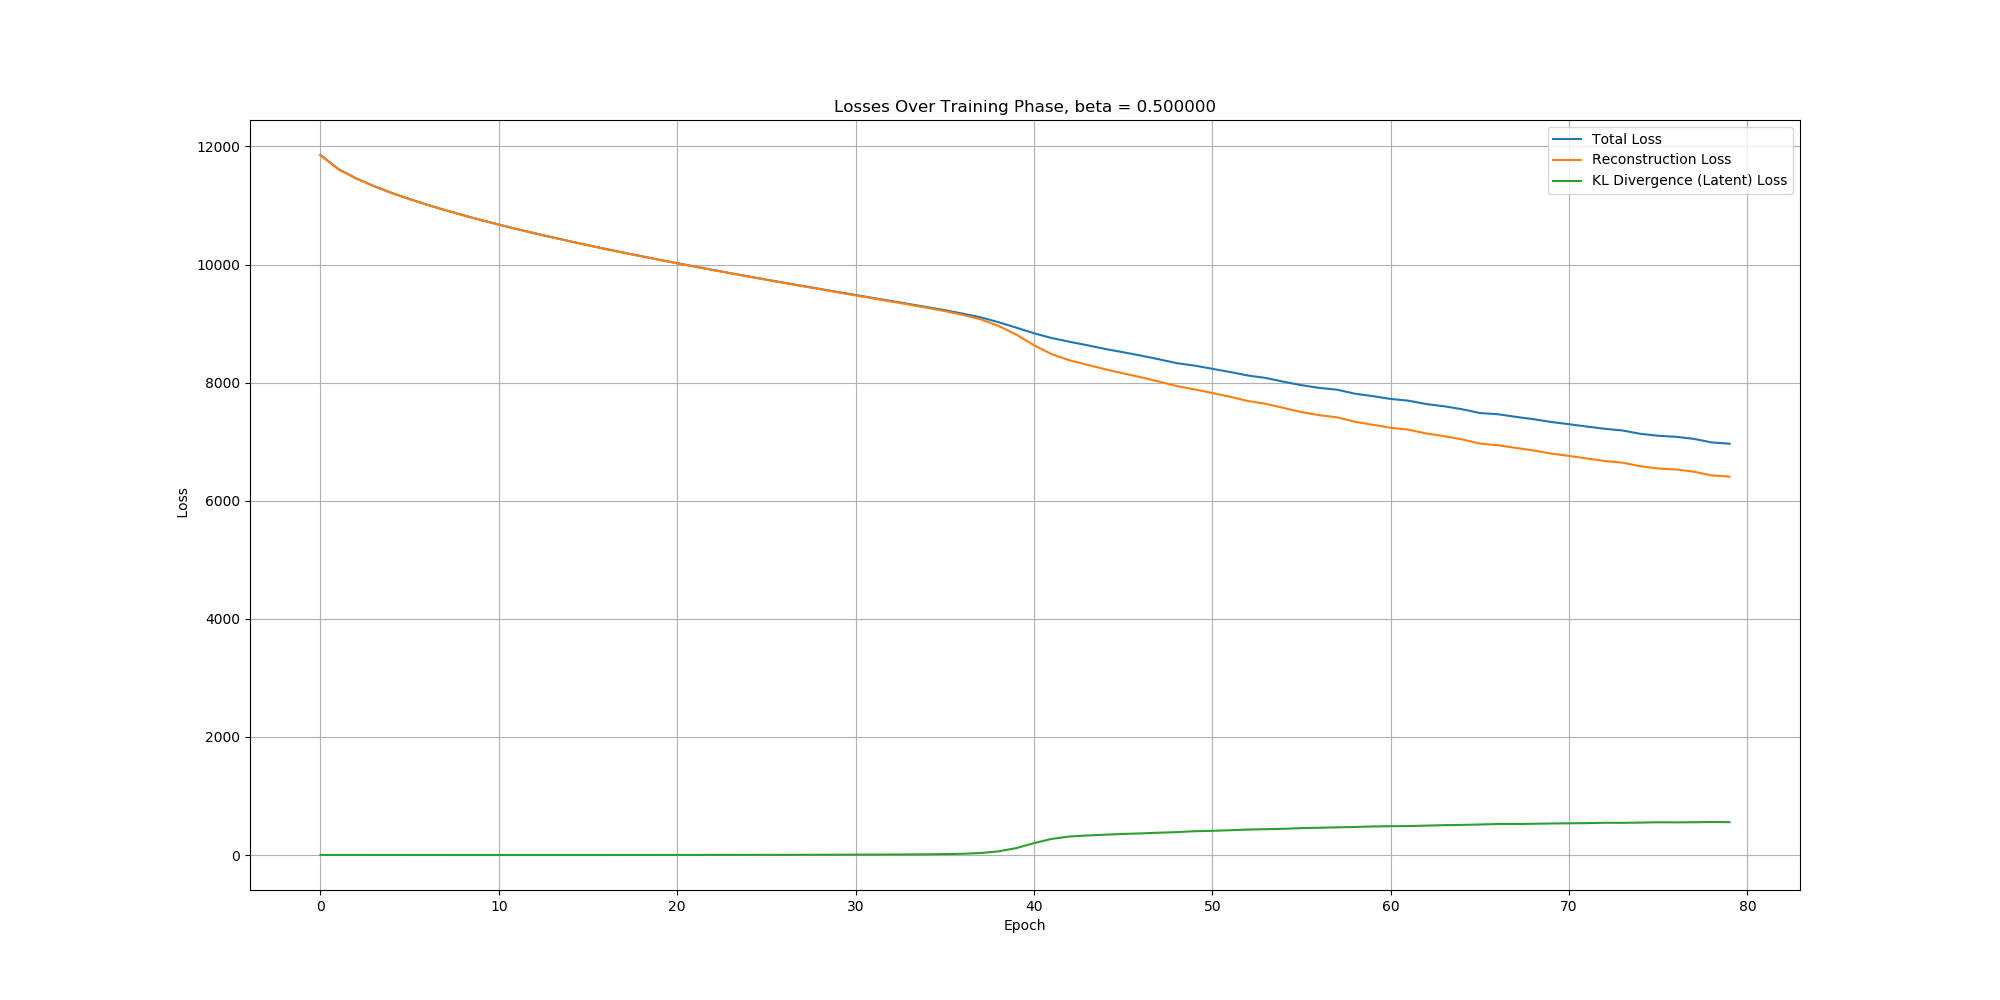 Losses Over Training Phase, beta = 0.500000
Total Loss
Reconstruction Loss
KL Divergence (Latent) Loss
12000
10000
8000
6000
4000
2000
0
Loss
0 10 20 30 40 50 60 70 80
Epoch